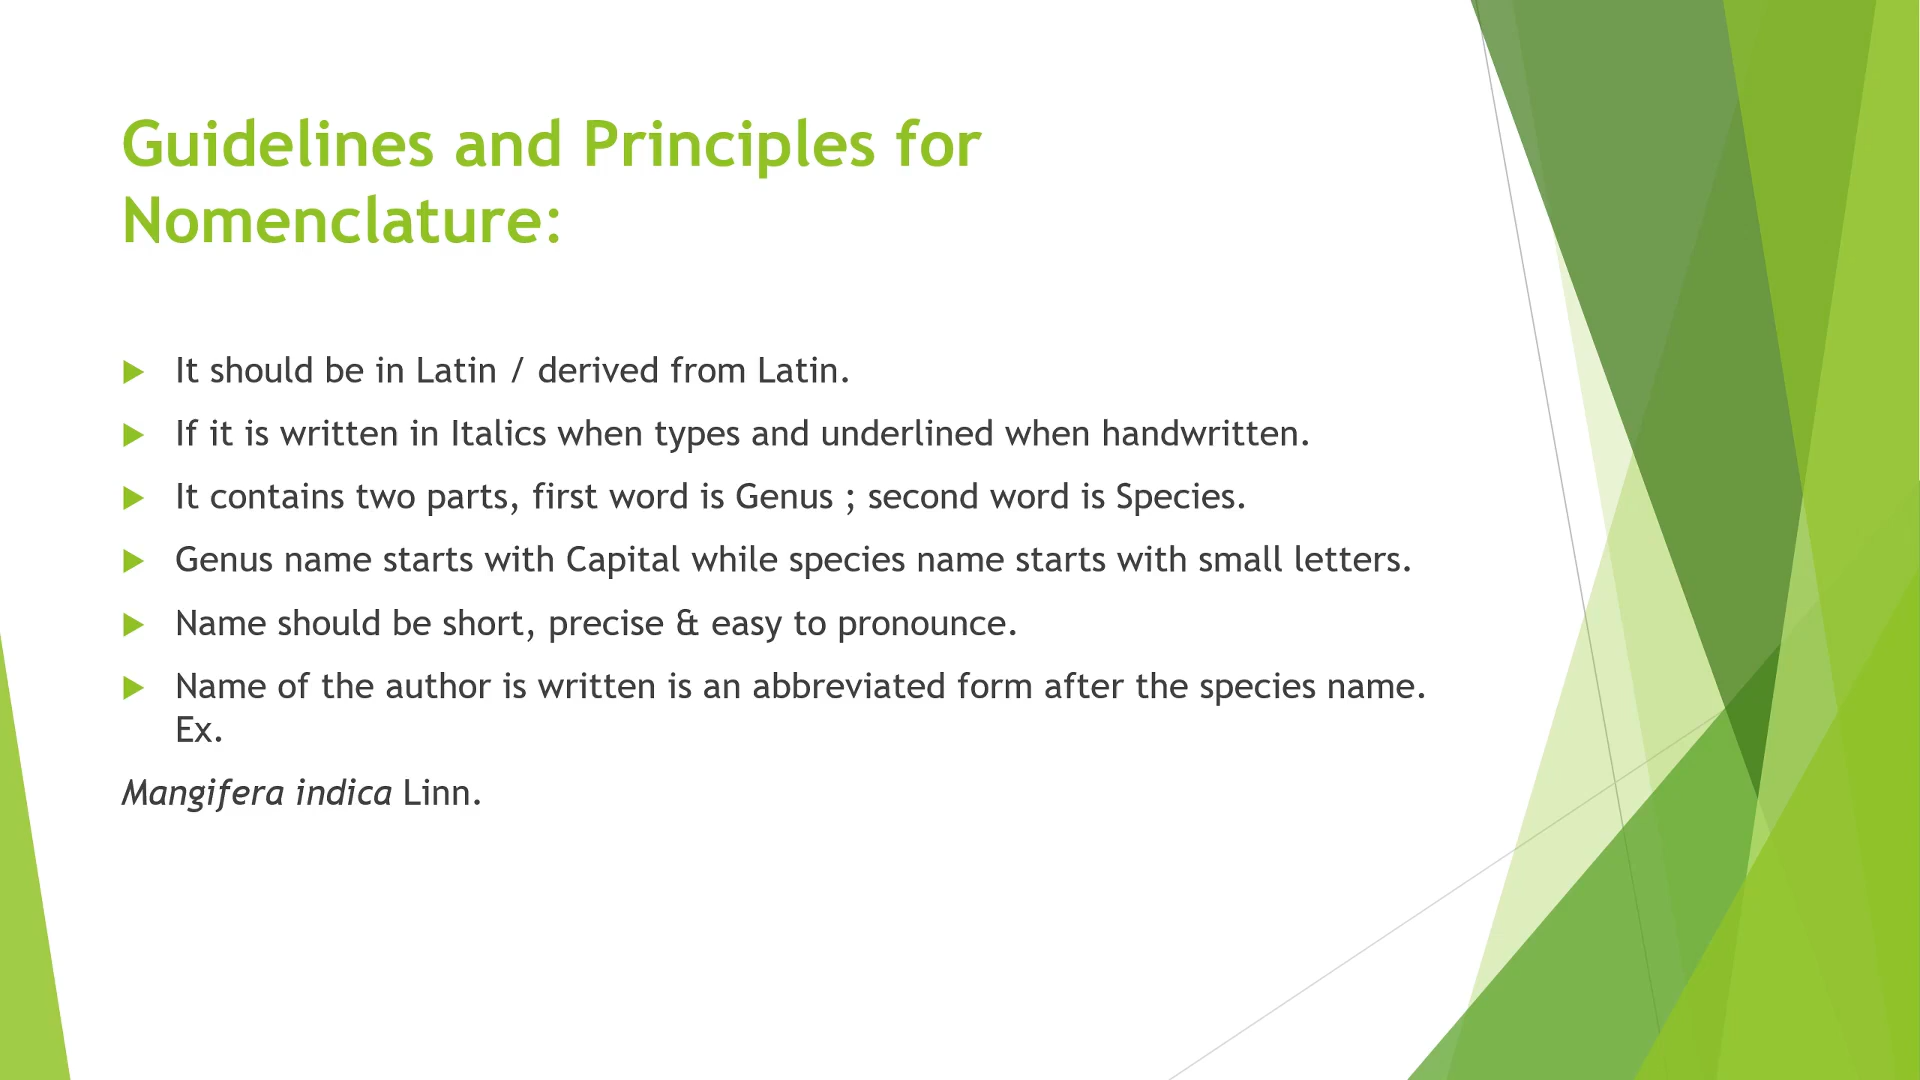 Guidelines and Principles for
Nomenclature:
It should be in Latin / derived from Latin.
If it is written in Italics when types and underlined when handwritten.
It contains two parts, first word is Genus ; second word is Species.
Genus name starts with Capital while species name starts with small letters.
Name should be short, precise & easy to pronounce.
Name of the author is written is an abbreviated form after the species name.
Ex.
Mangifera indica Linn.